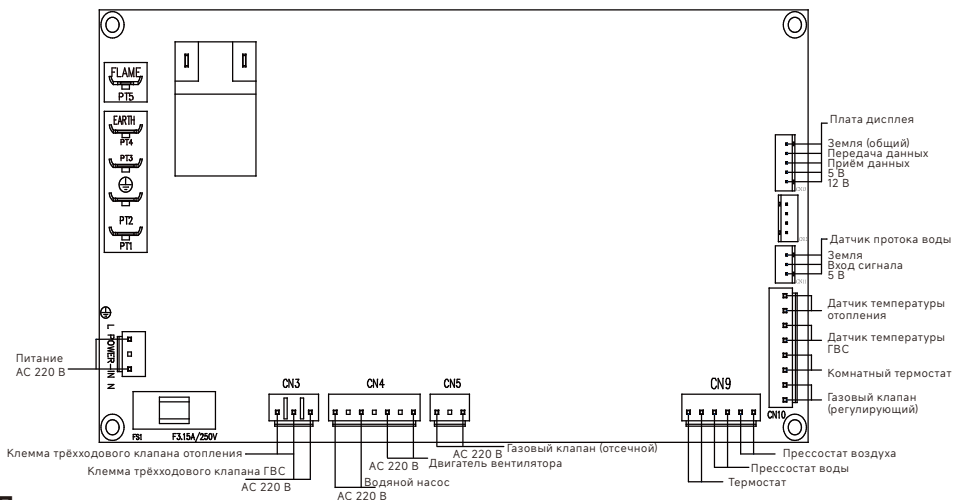 FLAME
PT5
EARTH
PT4
PT3
PT2
PT1
L POWER-IN N
Питание
AC 220 В
FS1 F3.15A/250V
CN3
CN4
CN5
CN9
CN10
Плата дисплея
Земля (общий)
Передача данных
Приём данных
5 В
12 В
Датчик протока воды
Земля
Вход сигнала
5 В
Датчик температуры
отопления
Датчик температуры
ГВС
Комнатный термостат
Газовый клапан
(регулирующий)
Клемма трёхходового клапана отопления
Клемма трёхходового клапана ГВС
AC 220 В
Водяной насос
AC 220 В
AC 220 В
Двигатель вентилятора
AC 220 В
Газовый клапан (отсечной)
Прессостат воздуха
Прессостат воды
Термостат